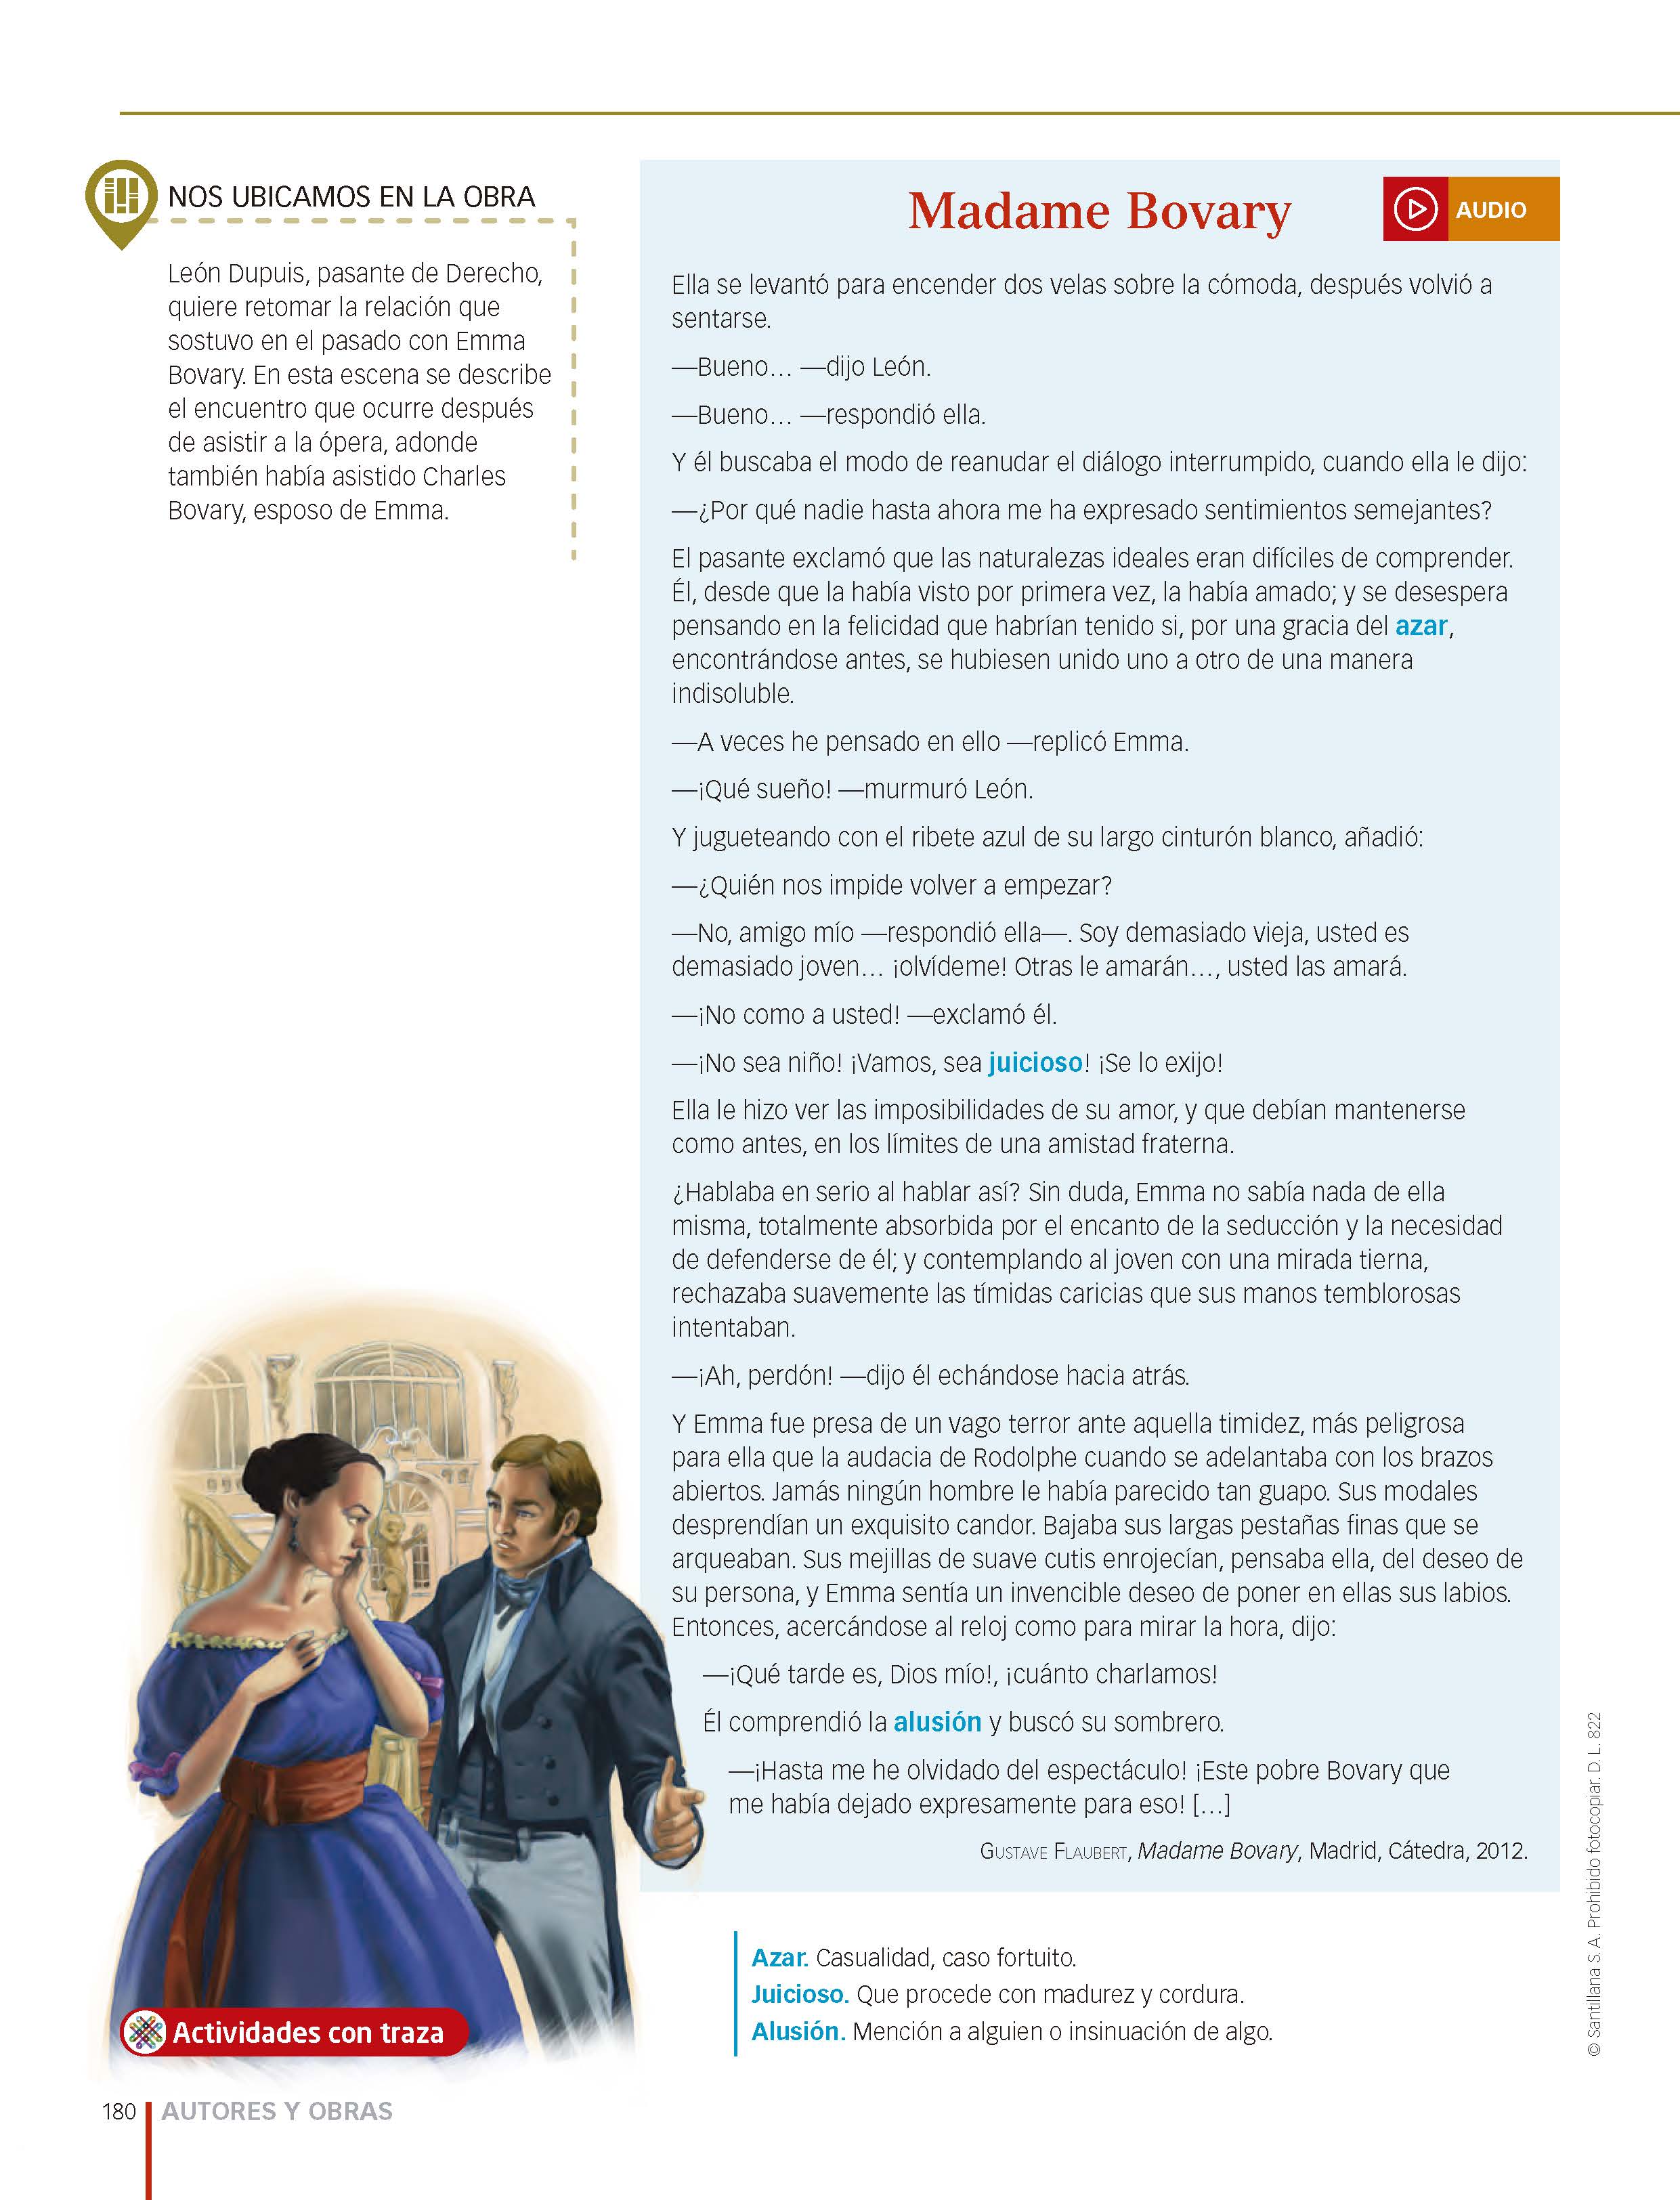 NOS UBICAMOS EN LA OBRA
León Dupuis, pasante de Derecho,
quiere retomar la relación que
sostuvo en el pasado con Emma
Bovary. En esta escena se describe
el encuentro que ocurre después
de asistir a la ópera, adonde
también había asistido Charles
Bovary, esposo de Emma.
Madame Bovary
AUDIO
Ella se levantó para encender dos velas sobre la cómoda, después volvió a
sentarse.
—Bueno… —dijo León.
—Bueno… —respondió ella.
Y él buscaba el modo de reanudar el diálogo interrumpido, cuando ella le dijo:
—¿Por qué nadie hasta ahora me ha expresado sentimientos semejantes?
El pasante exclamó que las naturalezas ideales eran difíciles de comprender.
Él, desde que la había visto por primera vez, la había amado; y se desespera
pensando en la felicidad que habrían tenido si, por una gracia del azar,
encontrándose antes, se hubiesen unido uno a otro de una manera
indisoluble.
—A veces he pensado en ello —replicó Emma.
—¡Qué sueño! —murmuró León.
Y jugueteando con el ribete azul de su largo cinturón blanco, añadió:
—¿Quién nos impide volver a empezar?
—No, amigo mío —respondió ella—. Soy demasiado vieja, usted es
demasiado joven… ¡olvídeme! Otras le amarán…, usted las amará.
—¡No como a usted! —exclamó él.
—¡No sea niño! ¡Vamos, sea juicioso! ¡Se lo exijo!
Ella le hizo ver las imposibilidades de su amor, y que debían mantenerse
como antes, en los límites de una amistad fraterna.
¿Hablaba en serio al hablar así? Sin duda, Emma no sabía nada de ella
misma, totalmente absorbida por el encanto de la seducción y la necesidad
de defenderse de él; y contemplando al joven con una mirada tierna,
rechazaba suavemente las tímidas caricias que sus manos temblorosas
intentaban.
—¡Ah, perdón! —dijo él echándose hacia atrás.
Y Emma fue presa de un vago terror ante aquella timidez, más peligrosa
para ella que la audacia de Rodolphe cuando se adelantaba con los brazos
abiertos. Jamás ningún hombre le había parecido tan guapo. Sus modales
desprendían un exquisito candor. Bajaba sus largas pestañas finas que se
arqueaban. Sus mejillas de suave cutis enrojecían, pensaba ella, del deseo de
su persona, y Emma sentía un invencible deseo de poner en ellas sus labios.
Entonces, acercándose al reloj como para mirar la hora, dijo:
—¡Qué tarde es, Dios mío!, ¡cuánto charlamos!
Él comprendió la alusión y buscó su sombrero.
—¡Hasta me he olvidado del espectáculo! ¡Este pobre Bovary que
me había dejado expresamente para eso! […]
Gustave Flaubert, Madame Bovary, Madrid, Cátedra, 2012.
Azar. Casualidad, caso fortuito.
Juicioso. Que procede con madurez y cordura.
Alusión. Mención a alguien o insinuación de algo.
Actividades con traza
180 AUTORES Y OBRAS
© Santillana S. A. Prohibido fotocopiar. D. L. 822